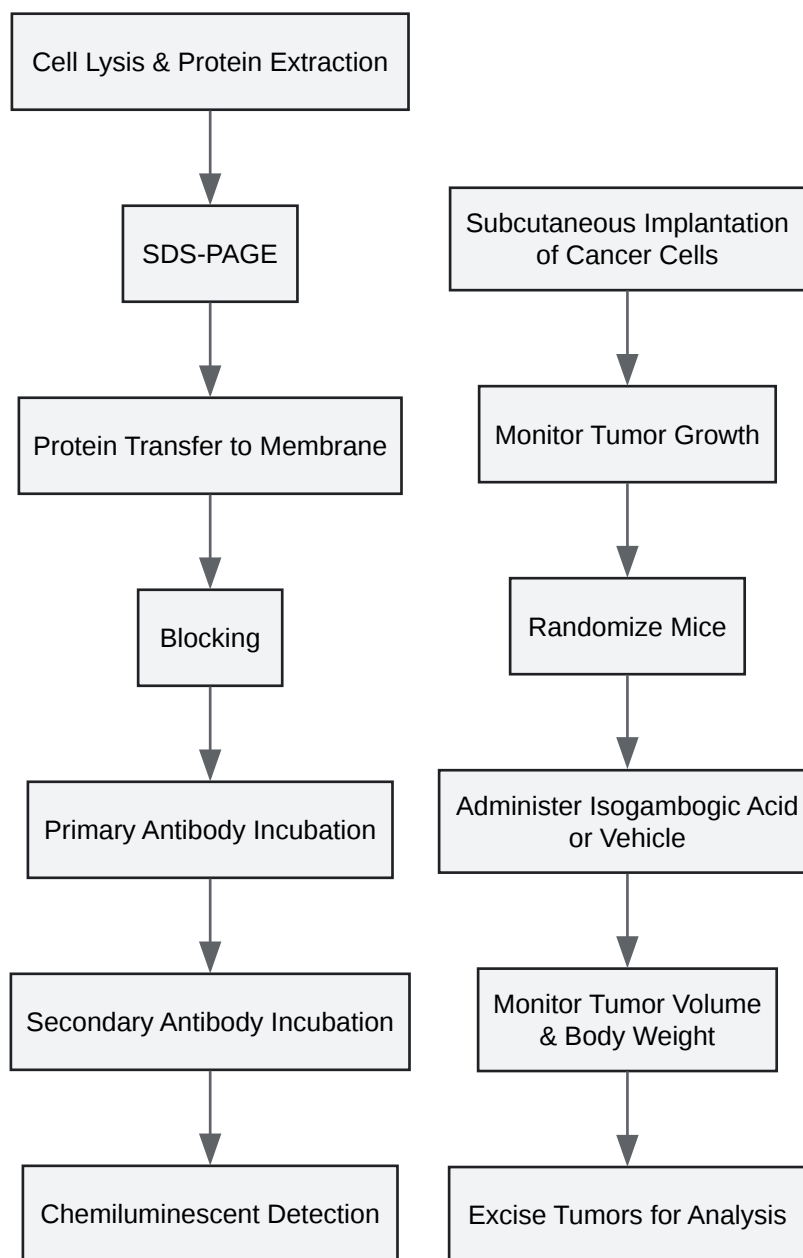 Cell Lysis & Protein Extraction
SDS-PAGE
Protein Transfer to Membrane
Blocking
Primary Antibody Incubation
Secondary Antibody Incubation
Chemiluminescent Detection
Subcutaneous Implantation
of Cancer Cells
Monitor Tumor Growth
Randomize Mice
Administer Isogambogic Acid
or Vehicle
Monitor Tumor Volume
& Body Weight
Excise Tumors for Analysis